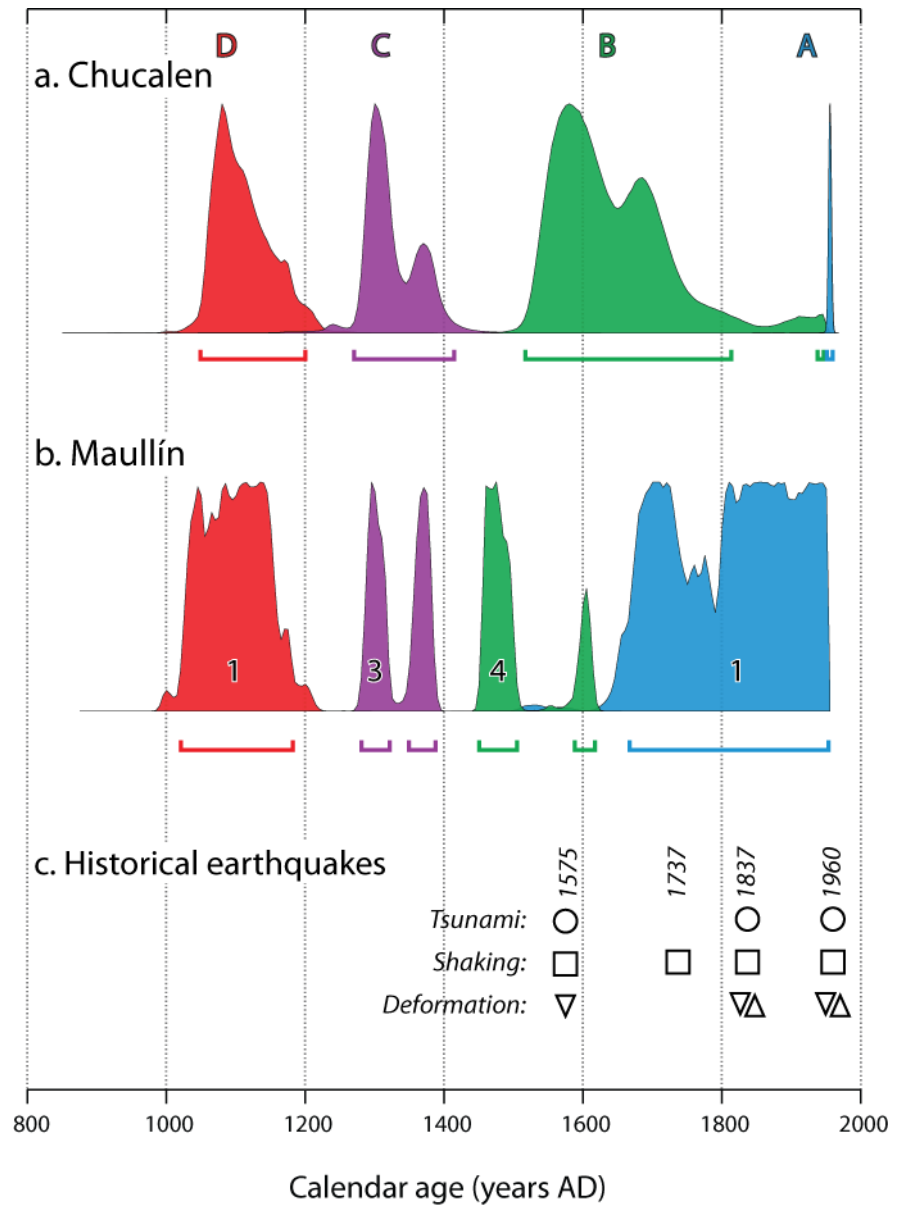 D C B A
a. Chucalen
b. Maullín
1 3 4 1
c. Historical earthquakes
1575 1737 1837 1960
Tsunami:
Shaking:
Deformation:
800 1000 1200 1400 1600 1800 2000
Calendar age (years AD)